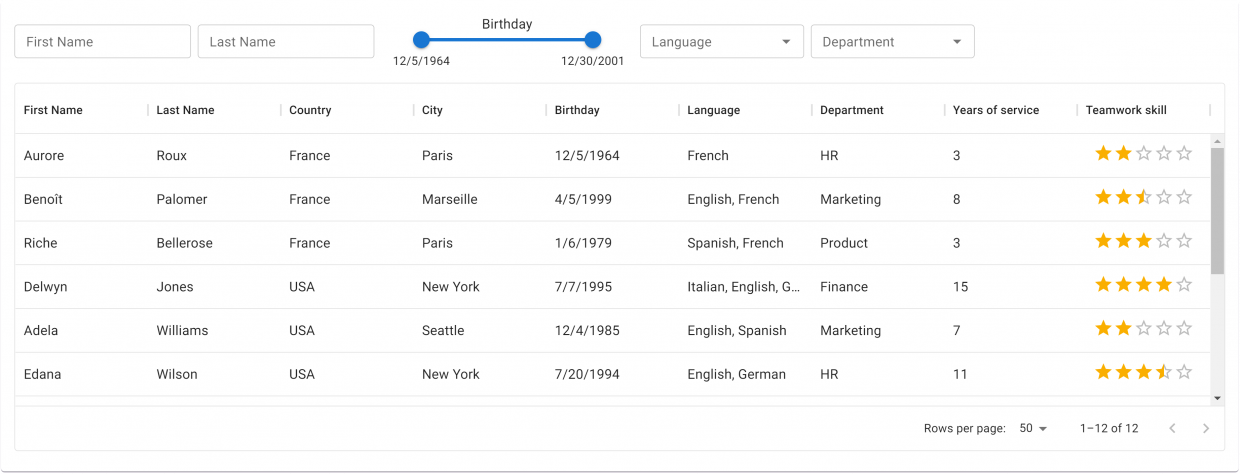 Birthday
First Name Last Name Language Department
12/5/1964 12/30/2001
First Name Last Name Country City Birthday Language Department Years of service Teamwork skill
Aurore Roux France Paris 12/5/1964 French HR 3
Benoît Palomer France Marseille 4/5/1999 English, French Marketing 8
Riche Bellerose France Paris 1/6/1979 Spanish, French Product 3
Delwyn Jones USA New York 7/7/1995 Italian, English, G... Finance 15
Adela Williams USA Seattle 12/4/1985 English, Spanish Marketing 7
Edana Wilson USA New York 7/20/1994 English, German HR 11
Rows per page: 50 1–12 of 12